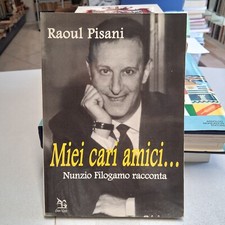 Raoul Pisani
Miei cari amici...
Nunzio Filogamo racconta